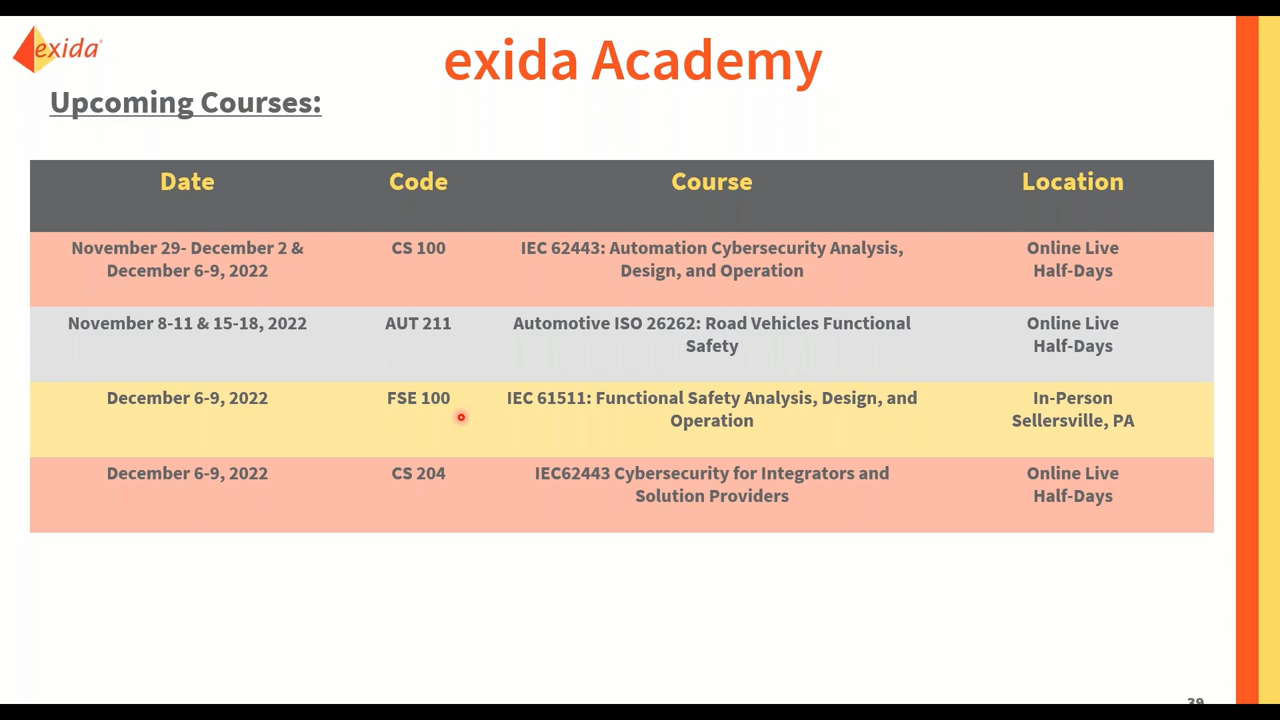 exida
exida Academy
Upcoming Courses:
Date Code Course Location
November 29- December 2 &
December 6-9, 2022
CS 100
IEC 62443: Automation Cybersecurity Analysis,
Design, and Operation
Online Live
Half-Days
November 8-11 & 15-18, 2022
AUT 211
Automotive ISO 26262: Road Vehicles Functional
Safety
Online Live
Half-Days
December 6-9, 2022
FSE 100
IEC 61511: Functional Safety Analysis, Design, and
Operation
In-Person
Sellersville, PA
December 6-9, 2022
CS 204
IEC62443 Cybersecurity for Integrators and
Solution Providers
Online Live
Half-Days
39